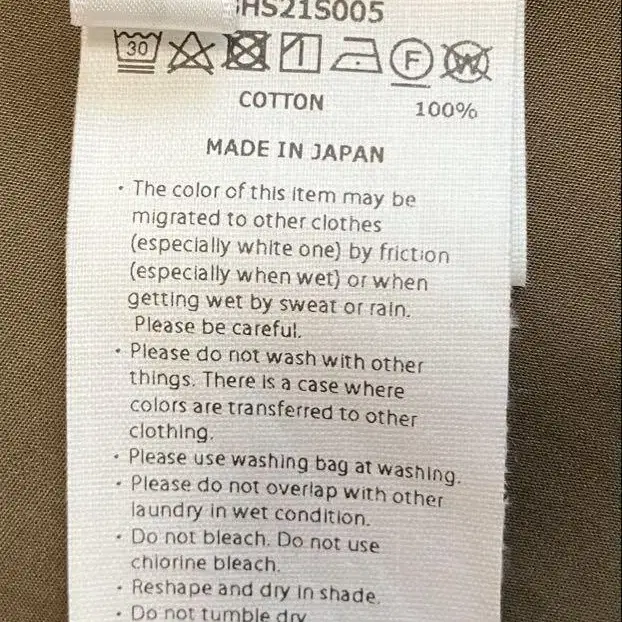 HS21S005
30
F
W
COTTON
100%
MADE IN JAPAN
• The color of this item may be
migrated to other clothes
(especially white one) by friction
(especially when wet) or when
getting wet by sweat or rain.
Please be careful.
• Please do not wash with other
things. There is a case where
colors are transferred to other
clothing.
• Please use washing bag at washing.
• Please do not overlap with other
laundry in wet condition.
• Do not bleach. Do not use
chlorine bleach.
• Reshape and dry in shade.
• Do not tumble dry